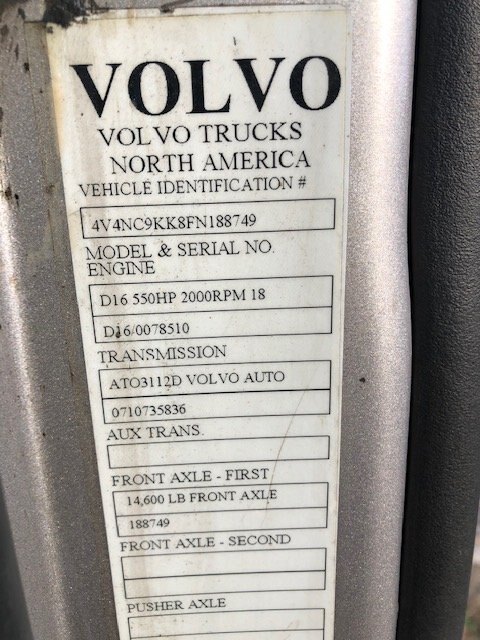 VOLVO
VOLVO TRUCKS
NORTH AMERICA
VEHICLE IDENTIFICATION #
4V4NC9KK8FN188749
MODEL & SERIAL NO.
ENGINE
D16 550HP 2000RPM 18
D16/0078510
TRANSMISSION
ATO3112D VOLVO AUTO
0710735836
AUX TRANS.
FRONT AXLE - FIRST
14,600 LB FRONT AXLE
188749
FRONT AXLE - SECOND
PUSHER AXLE